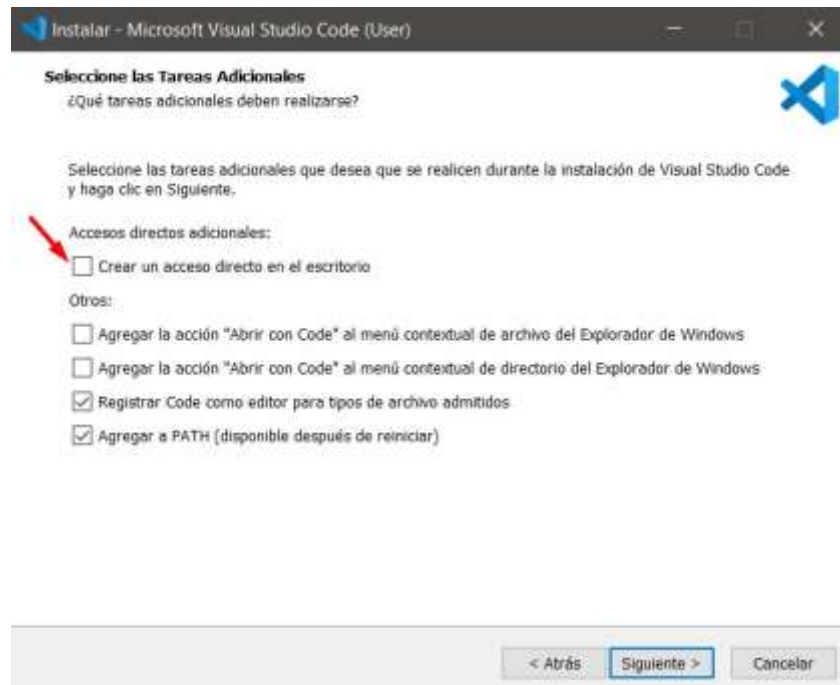 Instalar - Microsoft Visual Studio Code (User)
Seleccione las Tareas Adicionales
¿Qué tareas adicionales deben realizarse?
Seleccione las tareas adicionales que desea que se realicen durante la instalación de Visual Studio Code
y haga clic en Siguiente.
Accesos directos adicionales:
Crear un acceso directo en el escritorio
Otros:
Agregar la acción "Abrir con Code" al menú contextual de archivo del Explorador de Windows
Agregar la acción "Abrir con Code" al menú contextual de directorio del Explorador de Windows
Registrar Code como editor para tipos de archivo admitidos
Agregar a PATH (disponible después de reiniciar)
< Atrás Siguiente > Cancelar